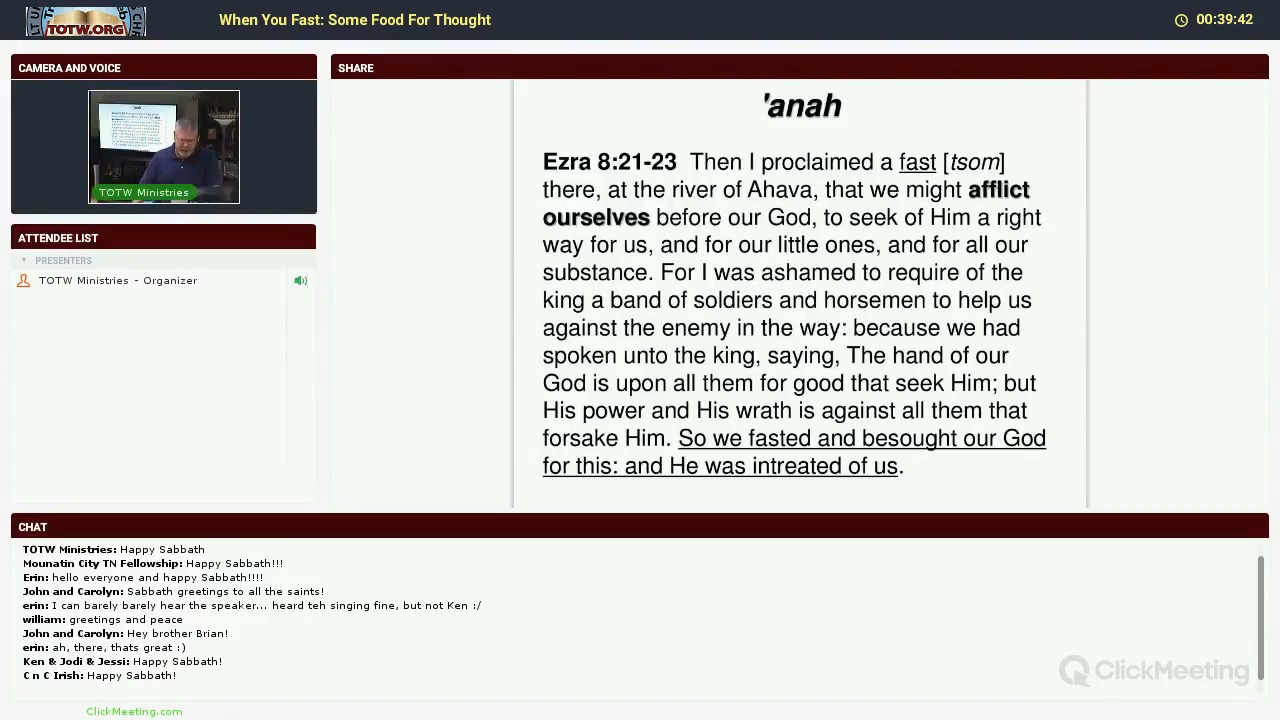 TOTW.ORG
When You Fast: Some Food For Thought
00:39:42
CAMERA AND VOICE
TOTW Ministries
ATTENDEE LIST
PRESENTERS
TOTW Ministries - Organizer
SHARE
'anah
Ezra 8:21-23 Then I proclaimed a fast [tsom]
there, at the river of Ahava, that we might afflict
ourselves before our God, to seek of Him a right
way for us, and for our little ones, and for all our
substance. For I was ashamed to require of the
king a band of soldiers and horsemen to help us
against the enemy in the way: because we had
spoken unto the king, saying, The hand of our
God is upon all them for good that seek Him; but
His power and His wrath is against all them that
forsake Him. So we fasted and besought our God
for this: and He was intreated of us.
CHAT
TOTW Ministries: Happy Sabbath
Mounatin City TN Fellowship: Happy Sabbath!!!
Erin: hello everyone and happy Sabbath!!!!
John and Carolyn: Sabbath greetings to all the saints!
erin: I can barely barely hear the speaker... heard teh singing fine, but not Ken :/
william: greetings and peace
John and Carolyn: Hey brother Brian!
erin: ah, there, thats great :)
Ken & Jodi & Jessi: Happy Sabbath!
C n C Irish: Happy Sabbath!
ClickMeeting
ClickMeeting.com